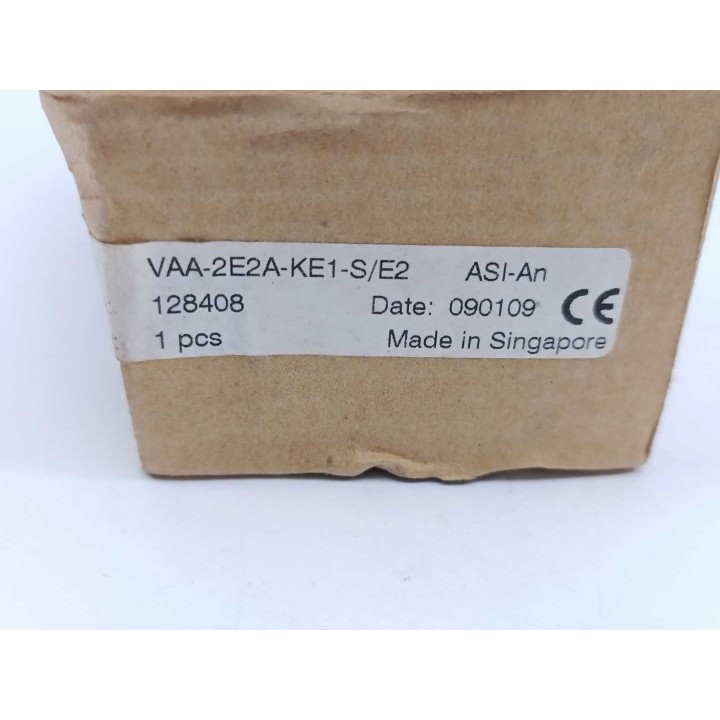 VAA-2E2A-KE1-S/E2 ASI-An
128408 Date: 090109 CE
1 pcs Made in Singapore